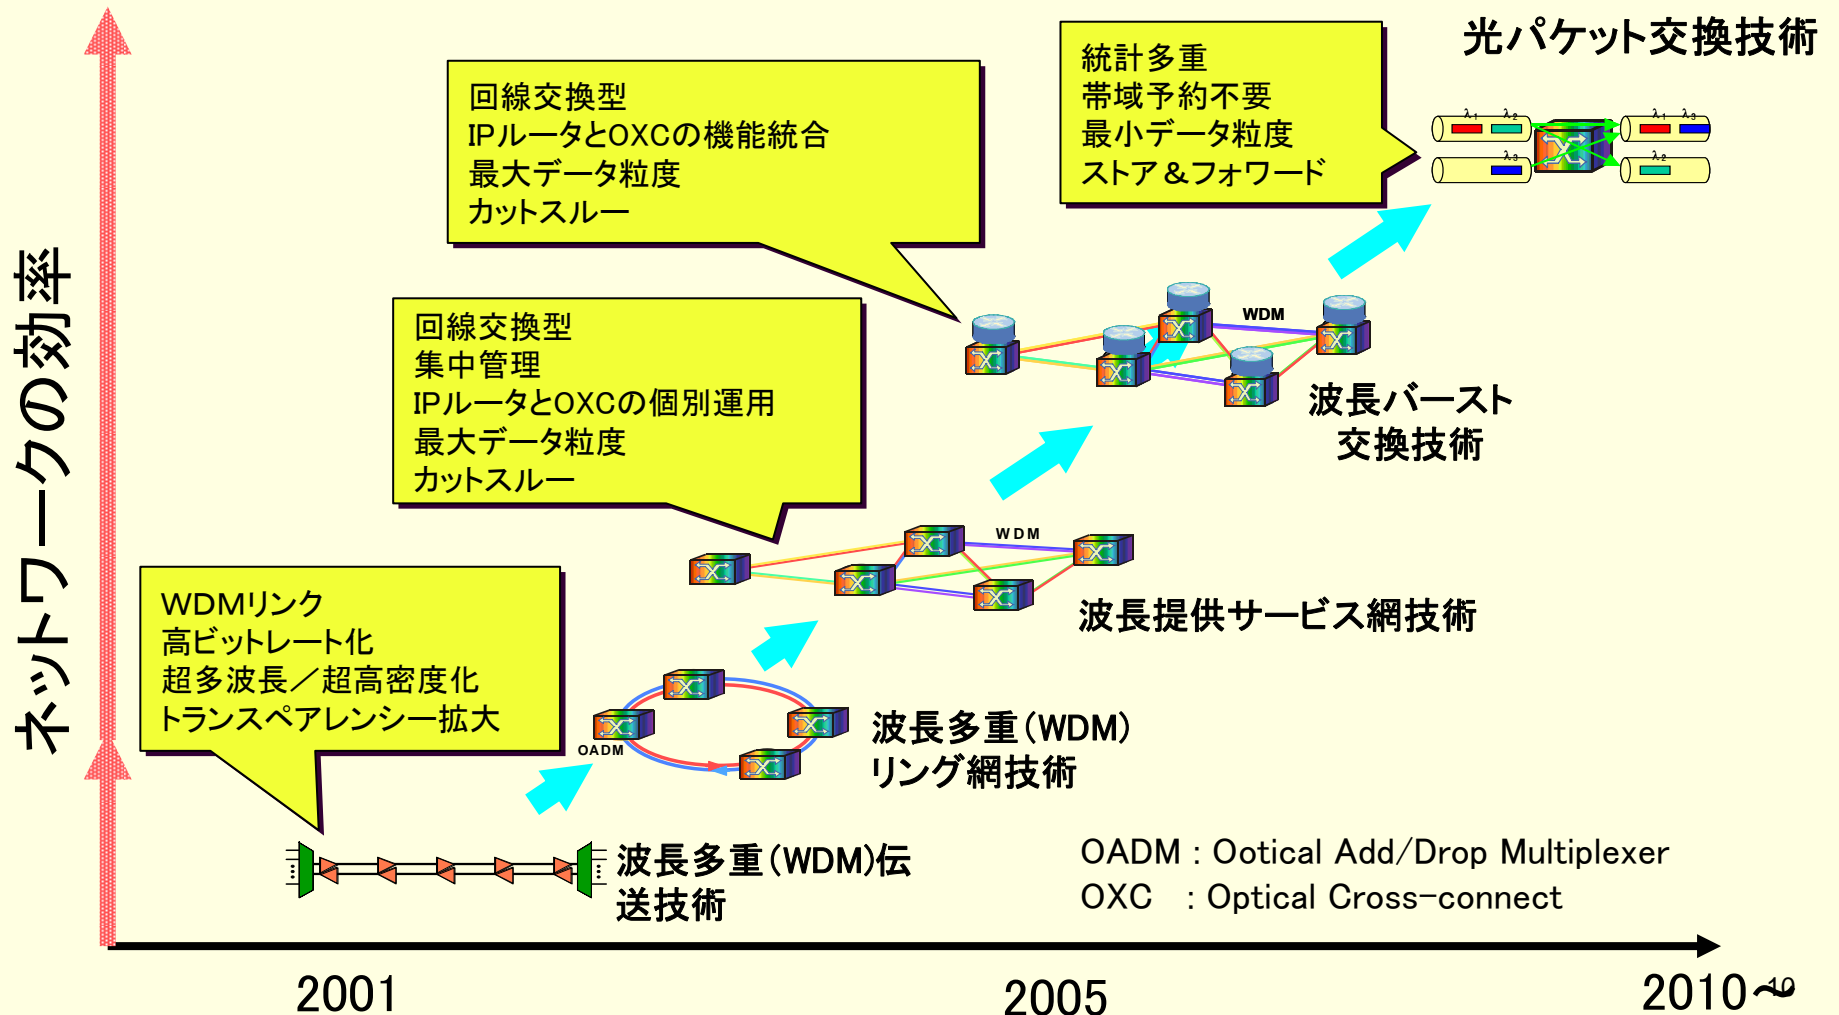 光パケット交換技術
統計多重
帯域予約不要
最小データ粒度
ストア＆フォワード
λ1 λ2 λ1 λ3
λ3 λ2
回線交換型
IPルータとOXCの機能統合
最大データ粒度
カットスルー
WDM
波長バースト
交換技術
回線交換型
集中管理
IPルータとOXCの個別運用
最大データ粒度
カットスルー
WDM
波長提供サービス網技術
WDMリンク
高ビットレート化
超多波長／超高密度化
トランスペアレンシー拡大
OADM
波長多重(WDM)
リング網技術
波長多重(WDM)伝
送技術
OADM : Ootical Add/Drop Multiplexer
OXC : Optical Cross-connect
ネットワークの効率
2001
2005
2010～
10